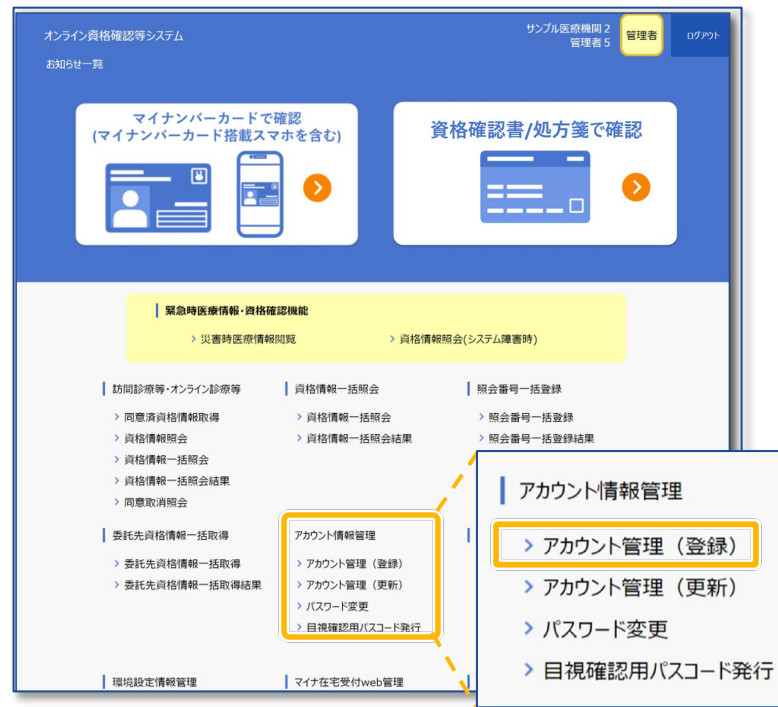 オンライン資格確認等システム
サンプル医療機関2
管理者5
管理者
ログアウト
お知らせ一覧
マイナンバーカードで確認
(マイナンバーカード搭載スマホを含む)
資格確認書/処方箋で確認
緊急時医療情報・資格確認機能
災害時医療情報閲覧
資格情報照会(システム障害時)
訪問診療等・オンライン診療等
同意済資格情報取得
資格情報照会
資格情報一括照会
資格情報一括照会結果
同意取消照会
資格情報一括照会
資格情報一括照会
資格情報一括照会結果
照会番号一括登録
照会番号一括登録
照会番号一括登録結果
委託先資格情報一括取得
委託先資格情報一括取得
委託先資格情報一括取得結果
アカウント情報管理
アカウント管理（登録）
アカウント管理（更新）
パスワード変更
目視確認用パスコード発行
アカウント情報管理
アカウント管理（登録）
アカウント管理（更新）
パスワード変更
目視確認用パスコード発行
環境設定情報管理
マイナ在宅受付web管理